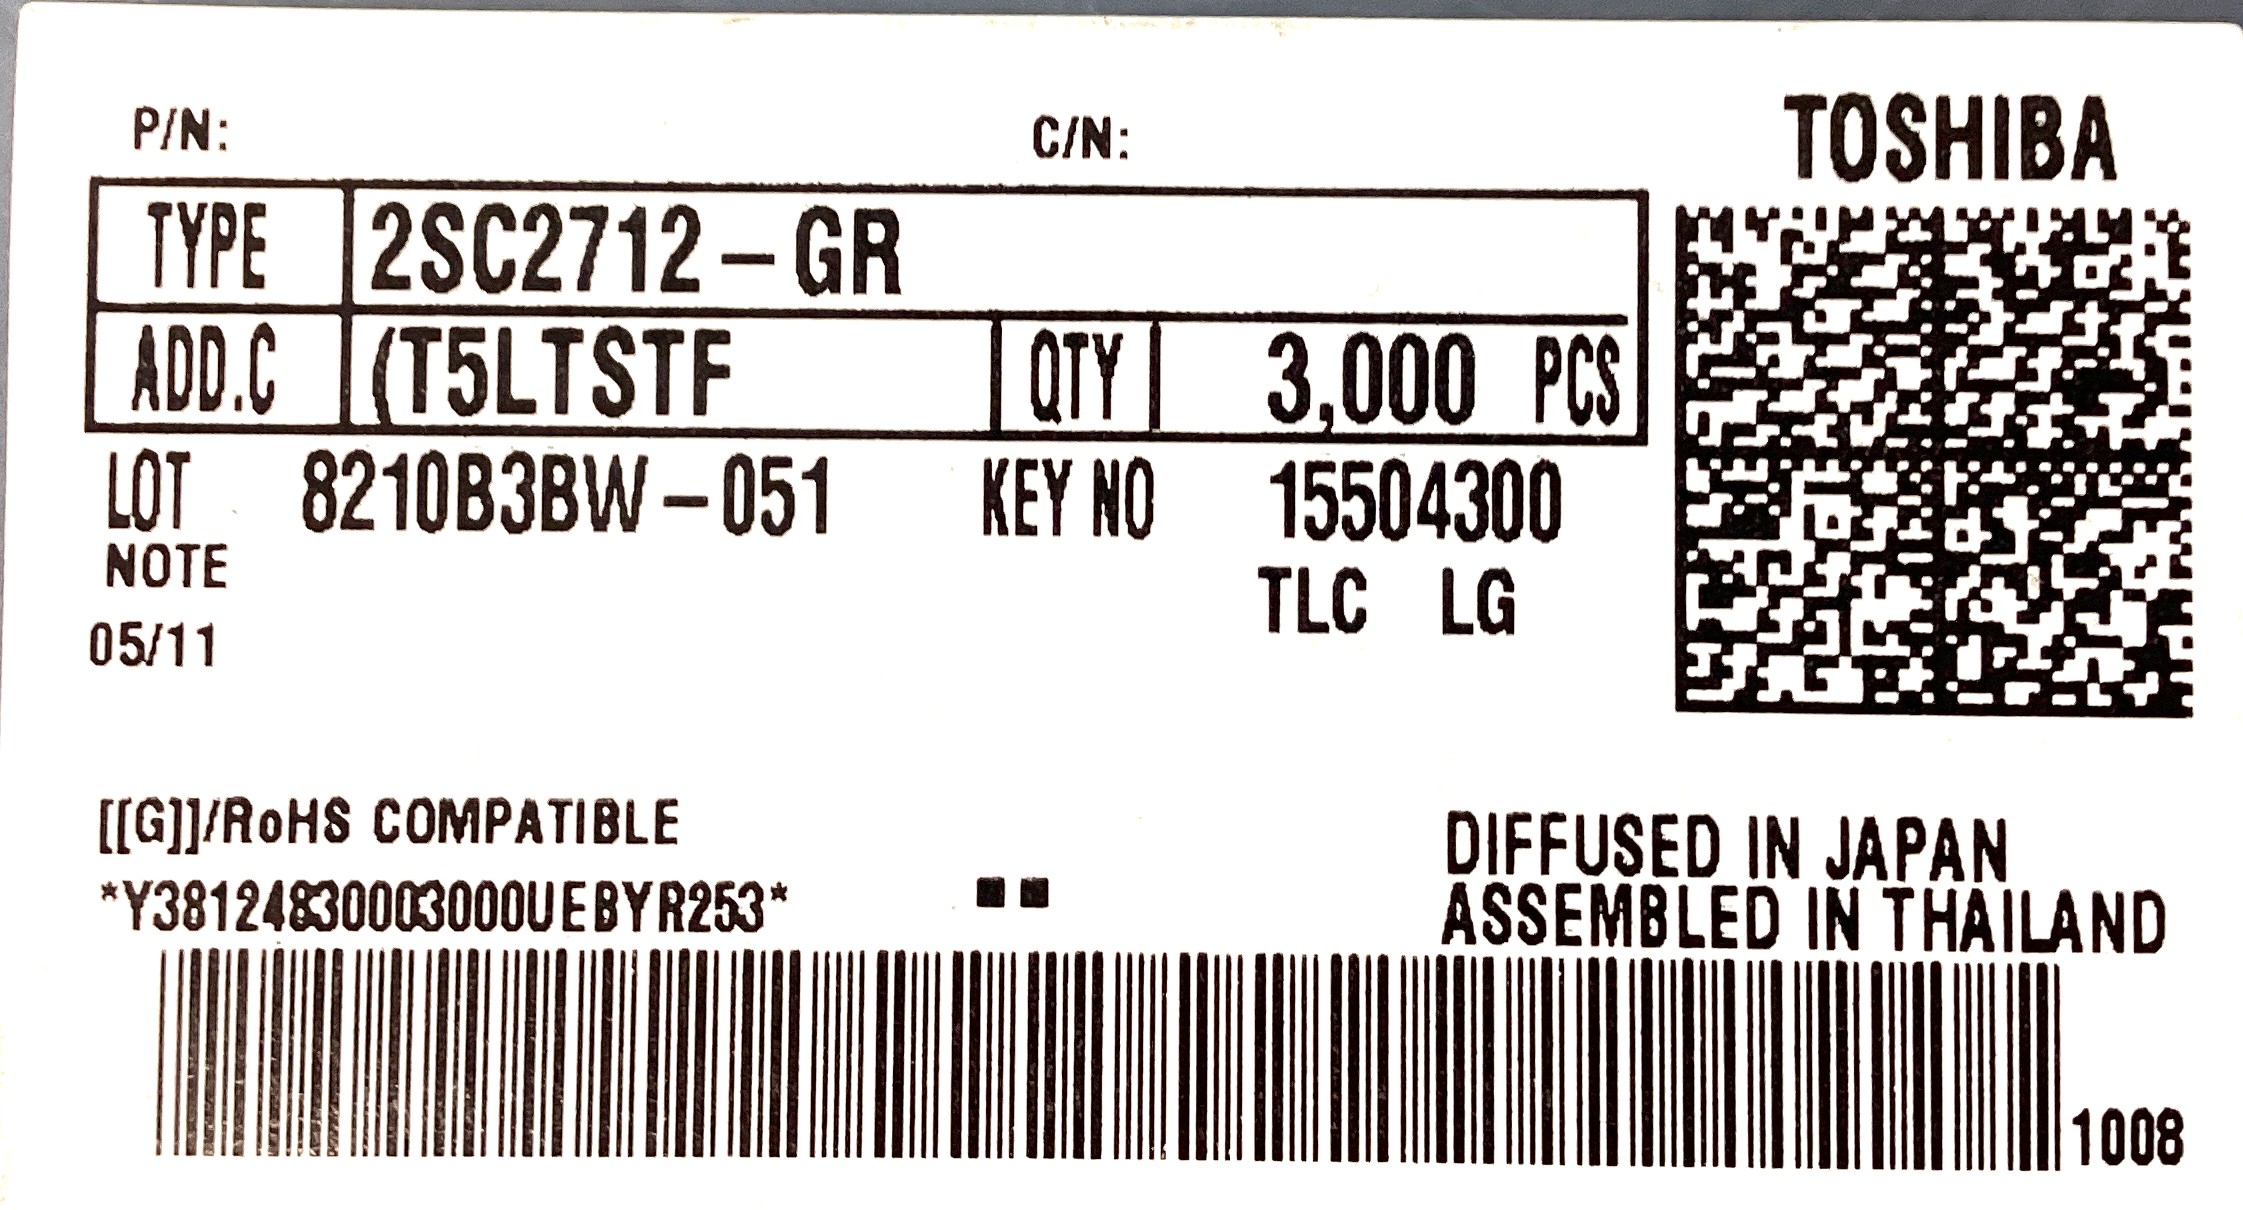 P/N: C/N: TOSHIBA
TYPE 2SC2712-GR
ADD.C (T5LTSTF QTY 3,000 PCS
LOT 8210B3BW-051 KEY NO 15504300
NOTE TLC LG
05/11
[[G]]/RoHS COMPATIBLE
DIFFUSED IN JAPAN
*Y38124830003000UEBYR253*
ASSEMBLED IN THAILAND
1008